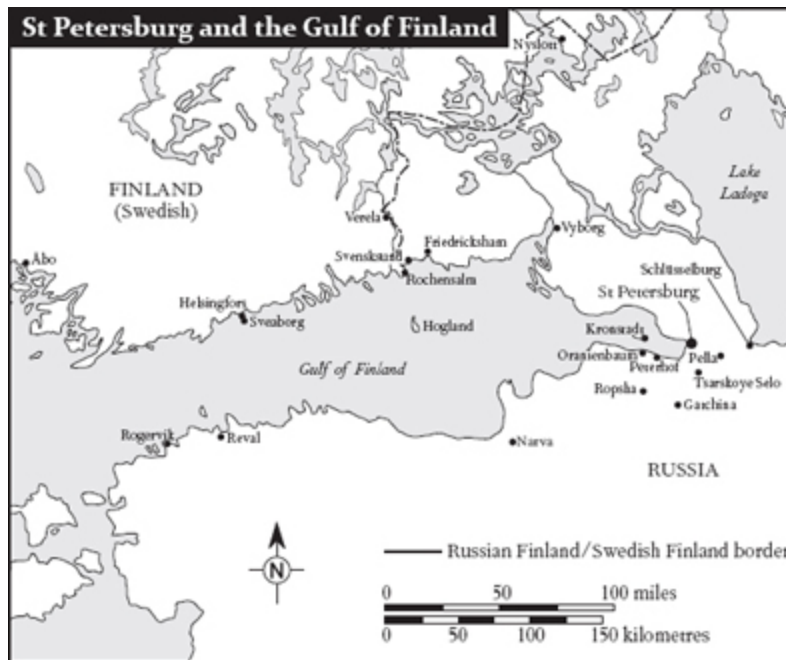 St Petersburg and the Gulf of Finland
Nyslott
Lake
Ladoga
FINLAND
(Swedish)
Verela
Vyborg
Friedricksham
Svensksund
Åbo
Rochensalm
Schlüsselburg
St Petersburg
Helsingfors
Sveaborg
Hogland
Kronstadt
Oranienbaum
Peterhof
Pella
Gulf of Finland
Tsarskoye Selo
Ropsha
Gatchina
Rogervik
Reval
Narva
RUSSIA
N
Russian Finland/Swedish Finland border
0 50 100 miles
0 50 100 150 kilometres